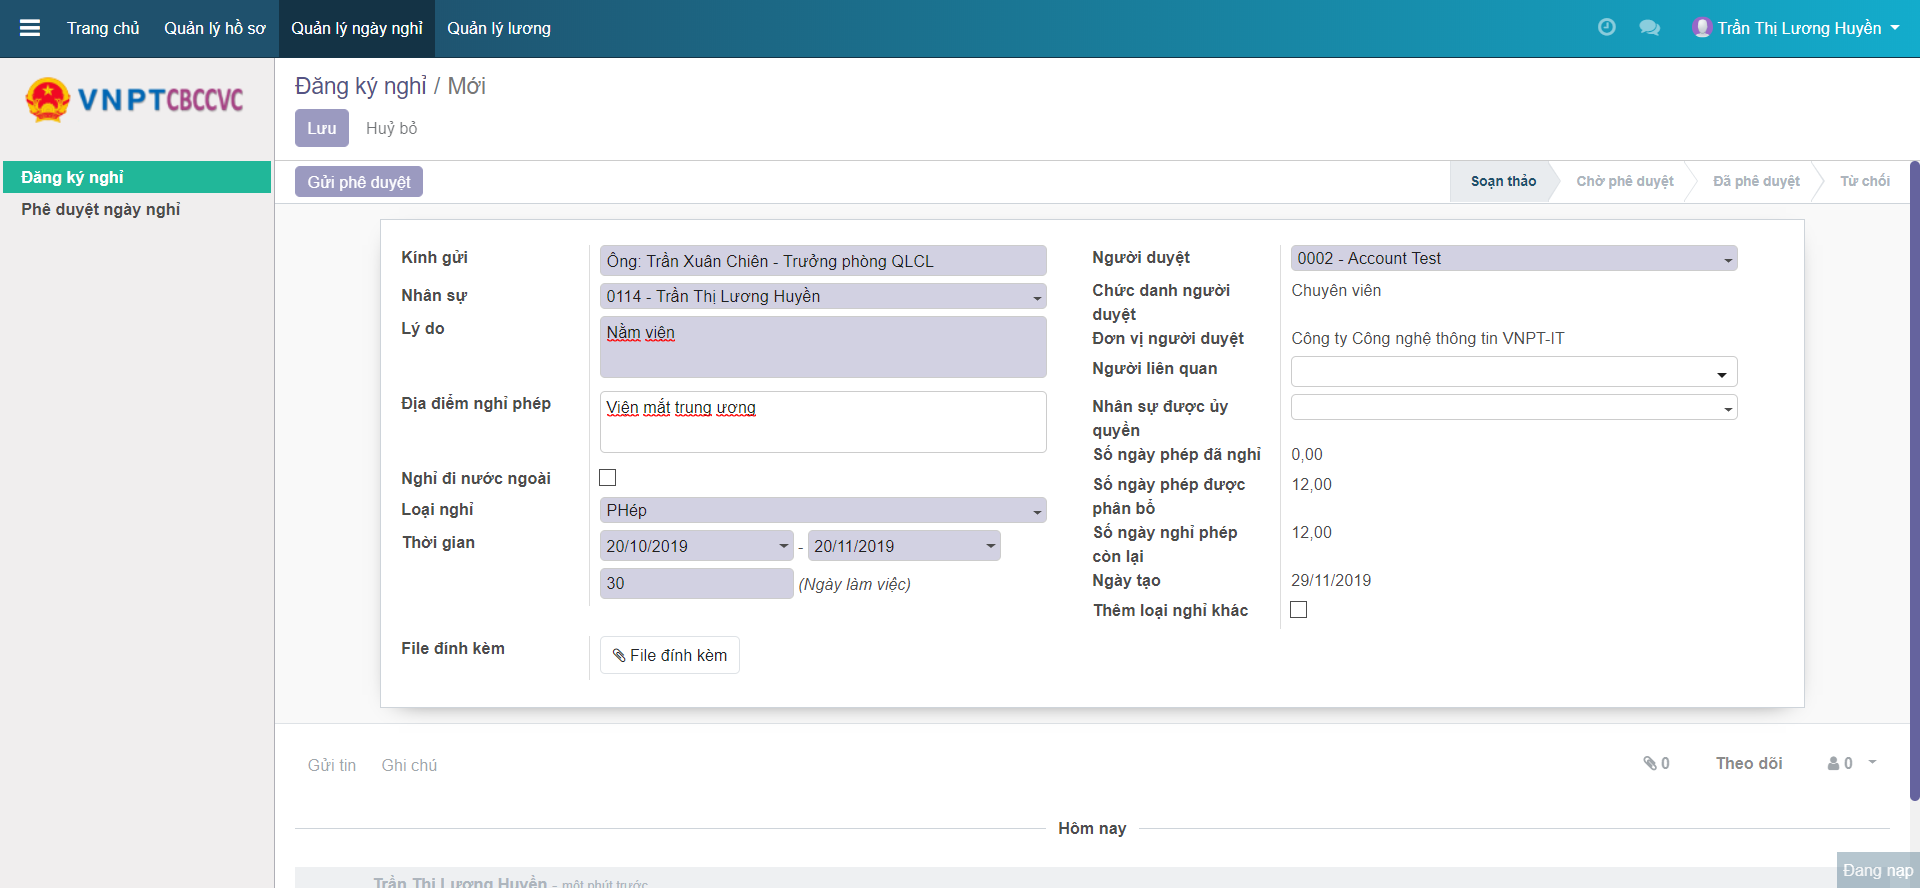 Trang chủ Quản lý hồ sơ Quản lý ngày nghỉ Quản lý lương Trần Thị Lương Huyền
VNPTCBCCVC
Đăng ký nghỉ / Mới
Lưu Huỷ bỏ
Đăng ký nghỉ
Phê duyệt ngày nghỉ
Gửi phê duyệt Soạn thảo Chờ phê duyệt Đã phê duyệt Từ chối
Kính gửi Ông: Trần Xuân Chiên - Trưởng phòng QLCL
Nhân sự 0114 - Trần Thị Lương Huyền
Lý do Nằm viện
Địa điểm nghỉ phép Viện mắt trung ương
Nghỉ đi nước ngoài
Loại nghỉ PHép
Thời gian 20/10/2019 - 20/11/2019
30 (Ngày làm việc)
File đính kèm File đính kèm
Người duyệt 0002 - Account Test
Chức danh người Chuyên viên
duyệt
Đơn vị người duyệt Công ty Công nghệ thông tin VNPT-IT
Người liên quan
Nhân sự được ủy
quyền
Số ngày phép đã nghỉ 0,00
Số ngày phép được 12,00
phân bổ
Số ngày nghỉ phép 12,00
còn lại
Ngày tạo 29/11/2019
Thêm loại nghỉ khác
Gửi tin Ghi chú 0 Theo dõi 0
Hôm nay
Trần Thị Lương Huyền - một phút trước
Đang nạp